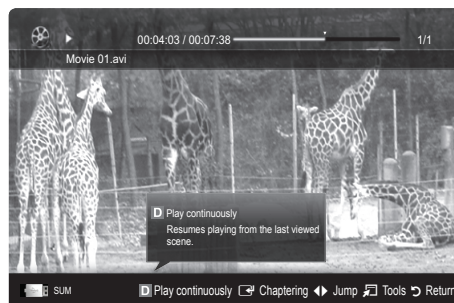 00:04:03 / 00:07:38 1/1
Movie 01.avi
D Play continuously
Resumes playing from the last viewed
scene.
SUM D Play continuously Chaptering Jump Tools Return